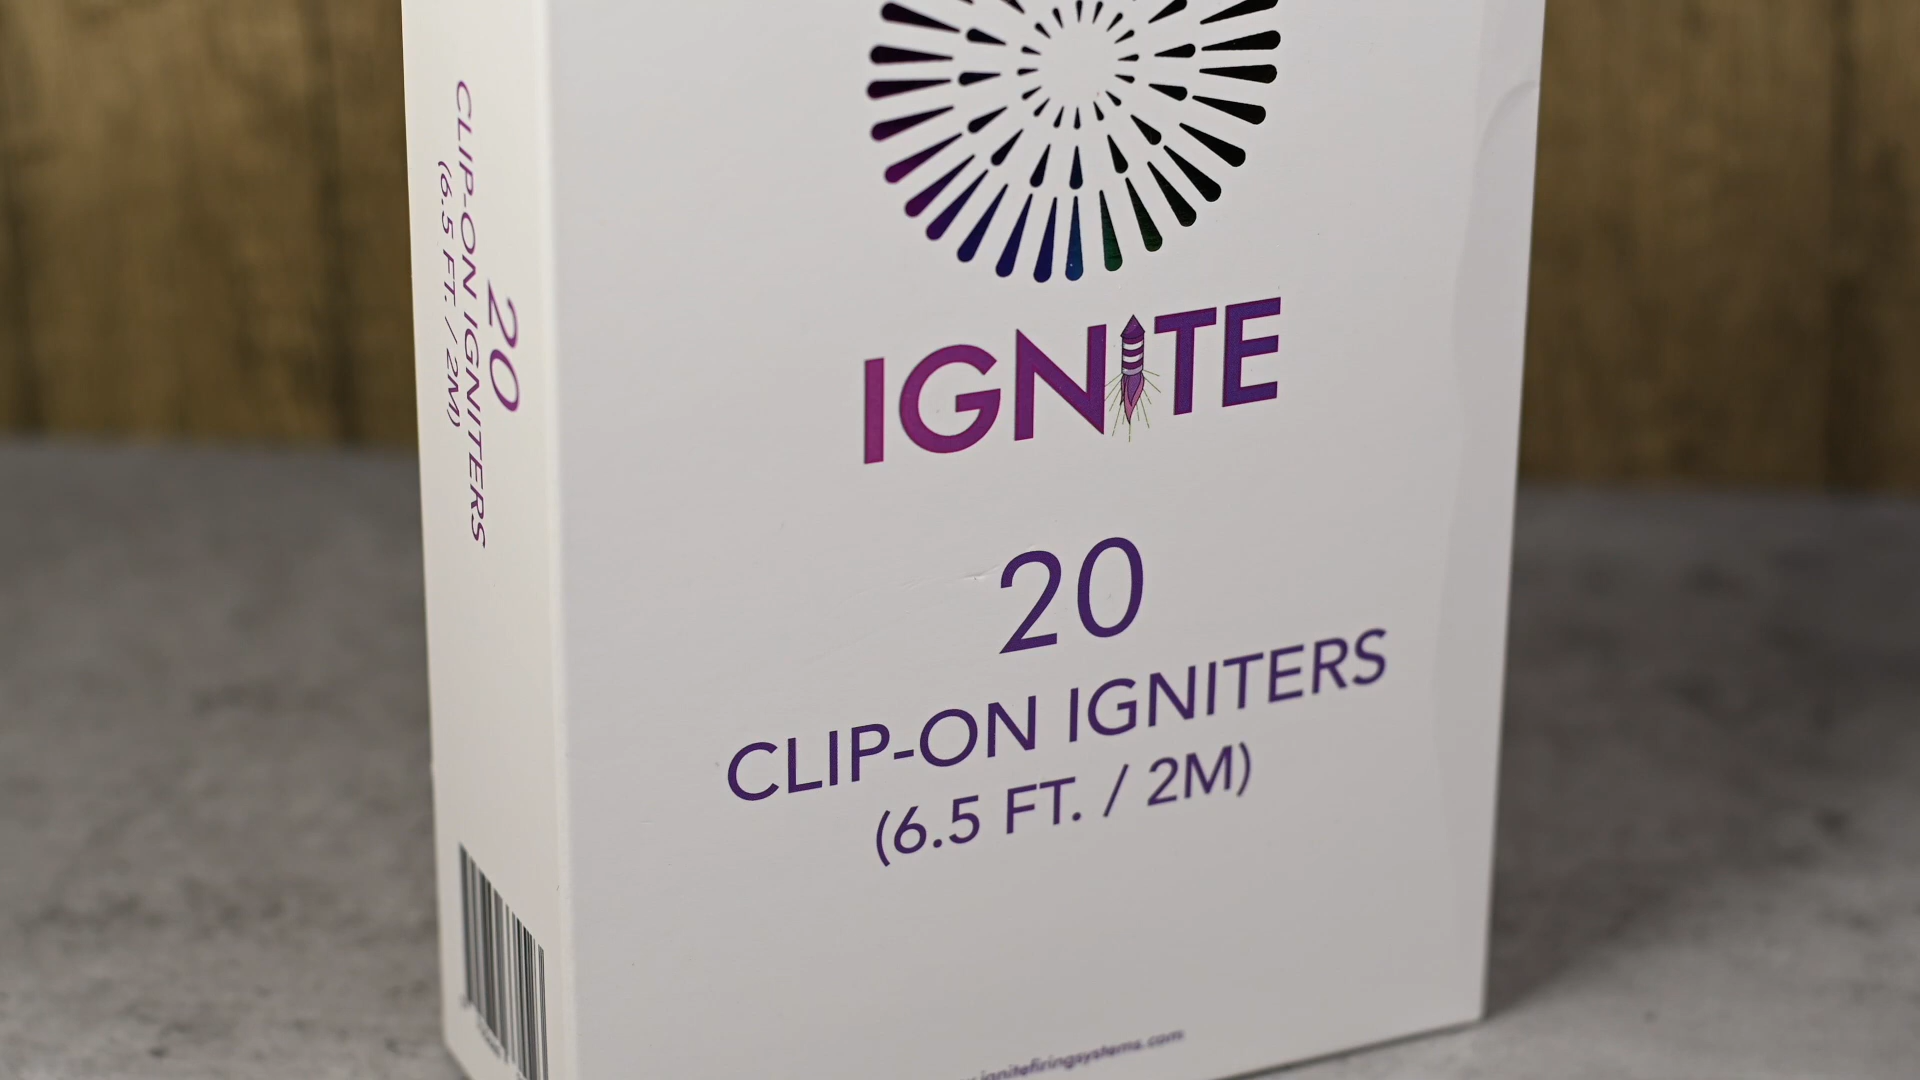 20
CLIP-ON IGNITERS
(6.5 FT. / 2M)
IGNITE
20
CLIP-ON IGNITERS
(6.5 FT. / 2M)
ignitefiringsystems.com